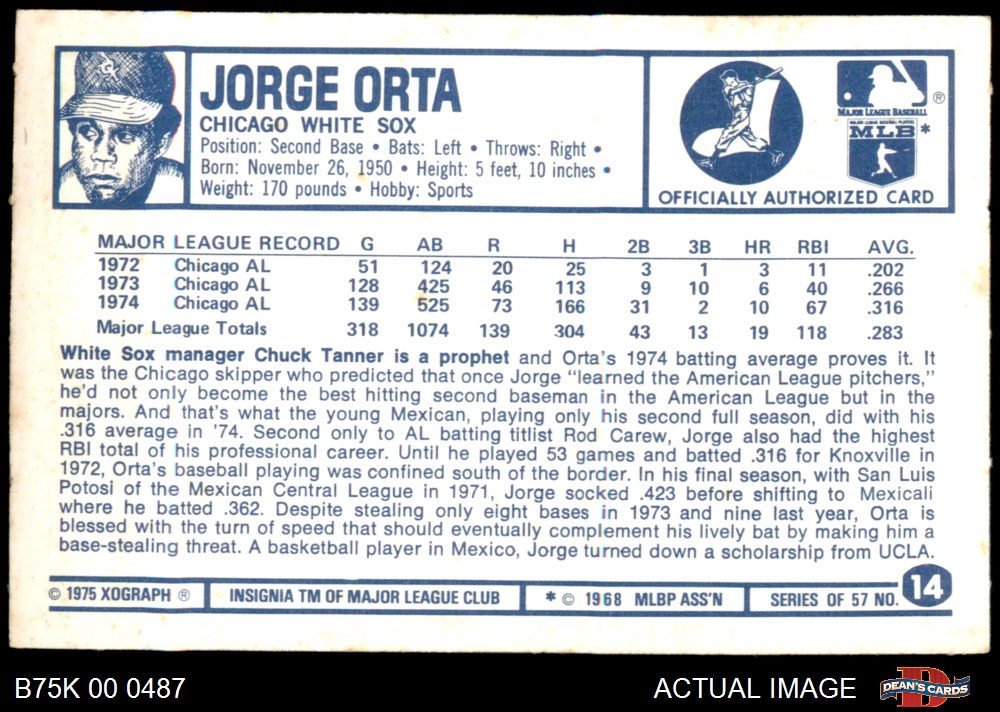 JORGE ORTA
CHICAGO WHITE SOX
Position: Second Base • Bats: Left • Throws: Right •
Born: November 26, 1950 • Height: 5 feet, 10 inches •
Weight: 170 pounds • Hobby: Sports
MAJOR LEAGUE BASEBALL
®
MAJOR LEAGUE BASEBALL PLAYERS
MLB *
OFFICIALLY AUTHORIZED CARD
MAJOR LEAGUE RECORD G AB R H 2B 3B HR RBI AVG.
1972 Chicago AL 51 124 20 25 3 1 3 11 .202
1973 Chicago AL 128 425 46 113 9 10 6 40 .266
1974 Chicago AL 139 525 73 166 31 2 10 67 .316
Major League Totals 318 1074 139 304 43 13 19 118 .283
White Sox manager Chuck Tanner is a prophet and Orta's 1974 batting average proves it. It
was the Chicago skipper who predicted that once Jorge "learned the American League pitchers,"
he'd not only become the best hitting second baseman in the American League but in the
majors. And that's what the young Mexican, playing only his second full season, did with his
.316 average in '74. Second only to AL batting titlist Rod Carew, Jorge also had the highest
RBI total of his professional career. Until he played 53 games and batted .316 for Knoxville in
1972, Orta's baseball playing was confined south of the border. In his final season, with San Luis
Potosi of the Mexican Central League in 1971, Jorge socked .423 before shifting to Mexicali
where he batted .362. Despite stealing only eight bases in 1973 and nine last year, Orta is
blessed with the turn of speed that should eventually complement his lively bat by making him a
base-stealing threat. A basketball player in Mexico, Jorge turned down a scholarship from UCLA.
© 1975 XOGRAPH ® INSIGNIA TM OF MAJOR LEAGUE CLUB * © 1968 MLBP ASS'N SERIES OF 57 NO. 14
B75K 00 0487 ACTUAL IMAGE DEAN'S CARDS